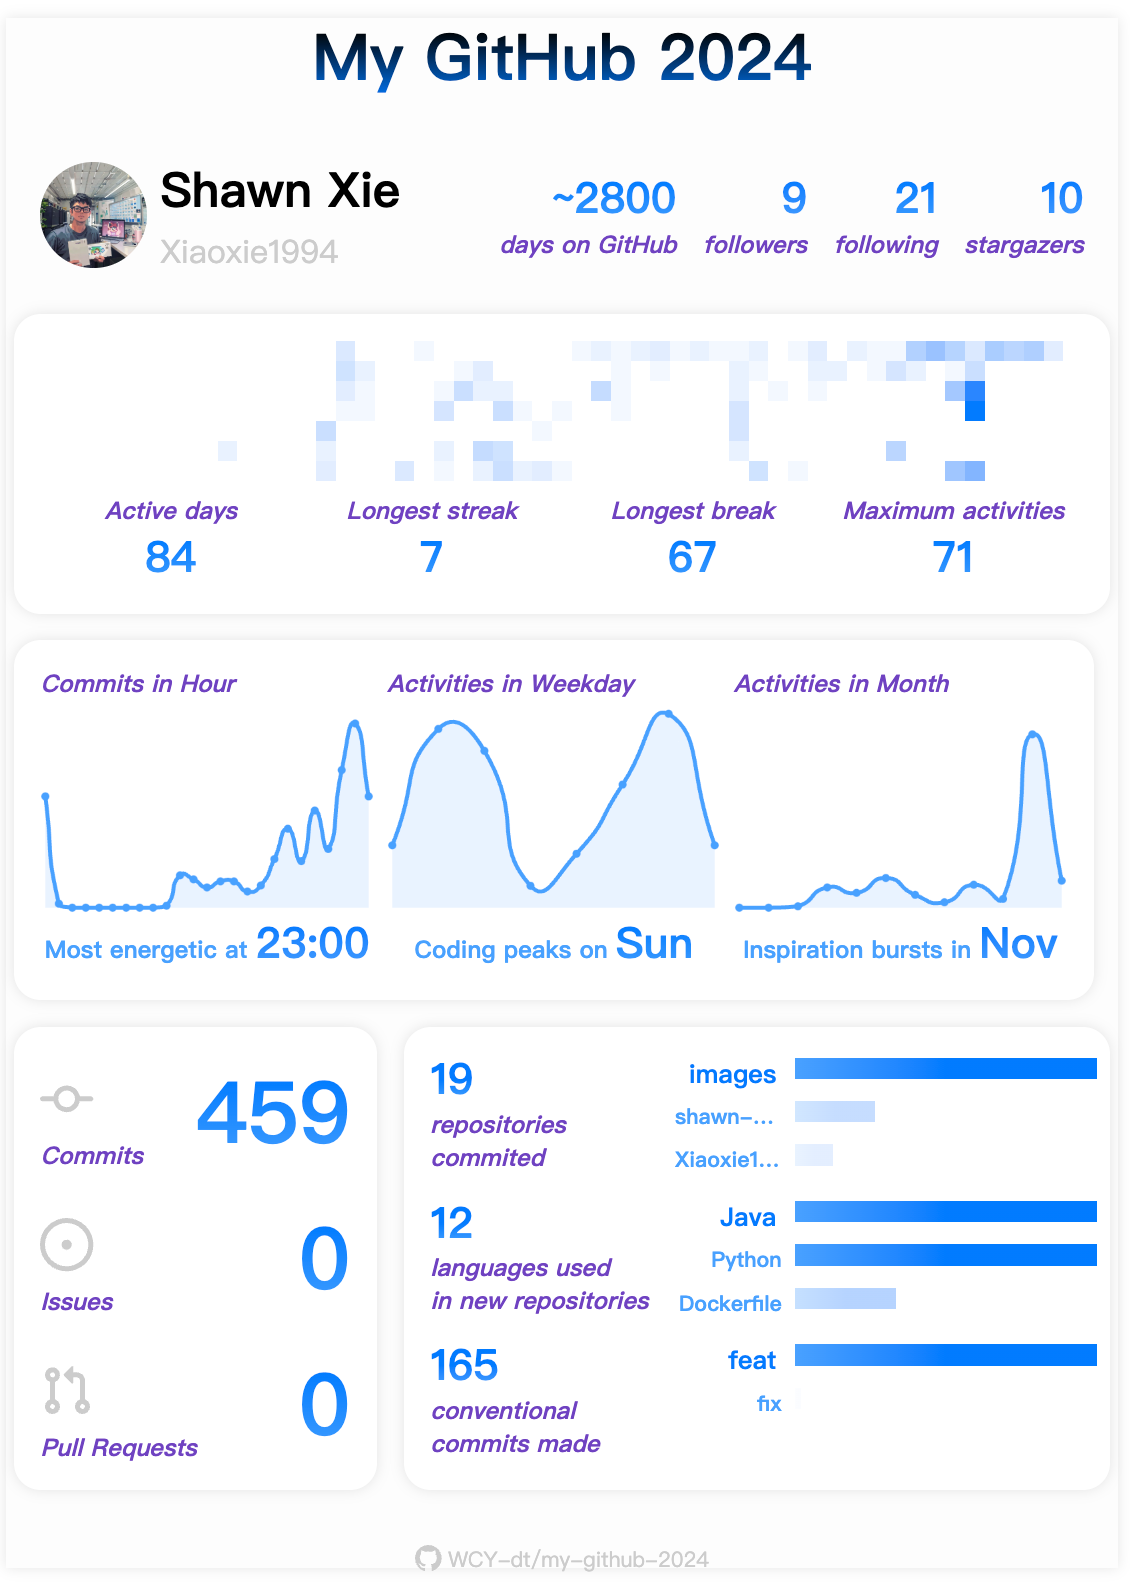 My GitHub 2024
Shawn Xie
Xiaoxie1994
~2800
days on GitHub
9
followers
21
following
10
stargazers
Active days
84
Longest streak
7
Longest break
67
Maximum activities
71
Commits in Hour
Most energetic at 23:00
Activities in Weekday
Coding peaks on Sun
Activities in Month
Inspiration bursts in Nov
459
Commits
0
Issues
0
Pull Requests
19
repositories
commited
images
shawn-...
Xiaoxie1...
12
languages used
in new repositories
Java
Python
Dockerfile
165
conventional
commits made
feat
fix
WCY-dt/my-github-2024